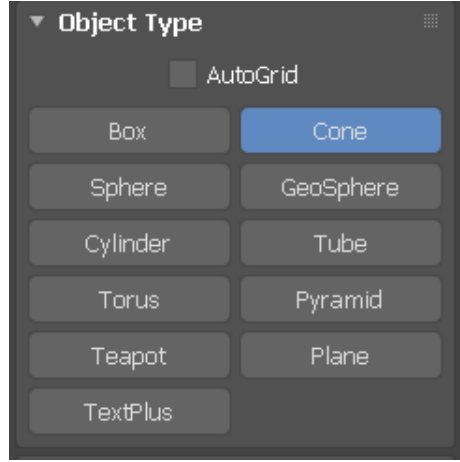 Object Type
AutoGrid
Box Cone
Sphere GeoSphere
Cylinder Tube
Torus Pyramid
Teapot Plane
TextPlus